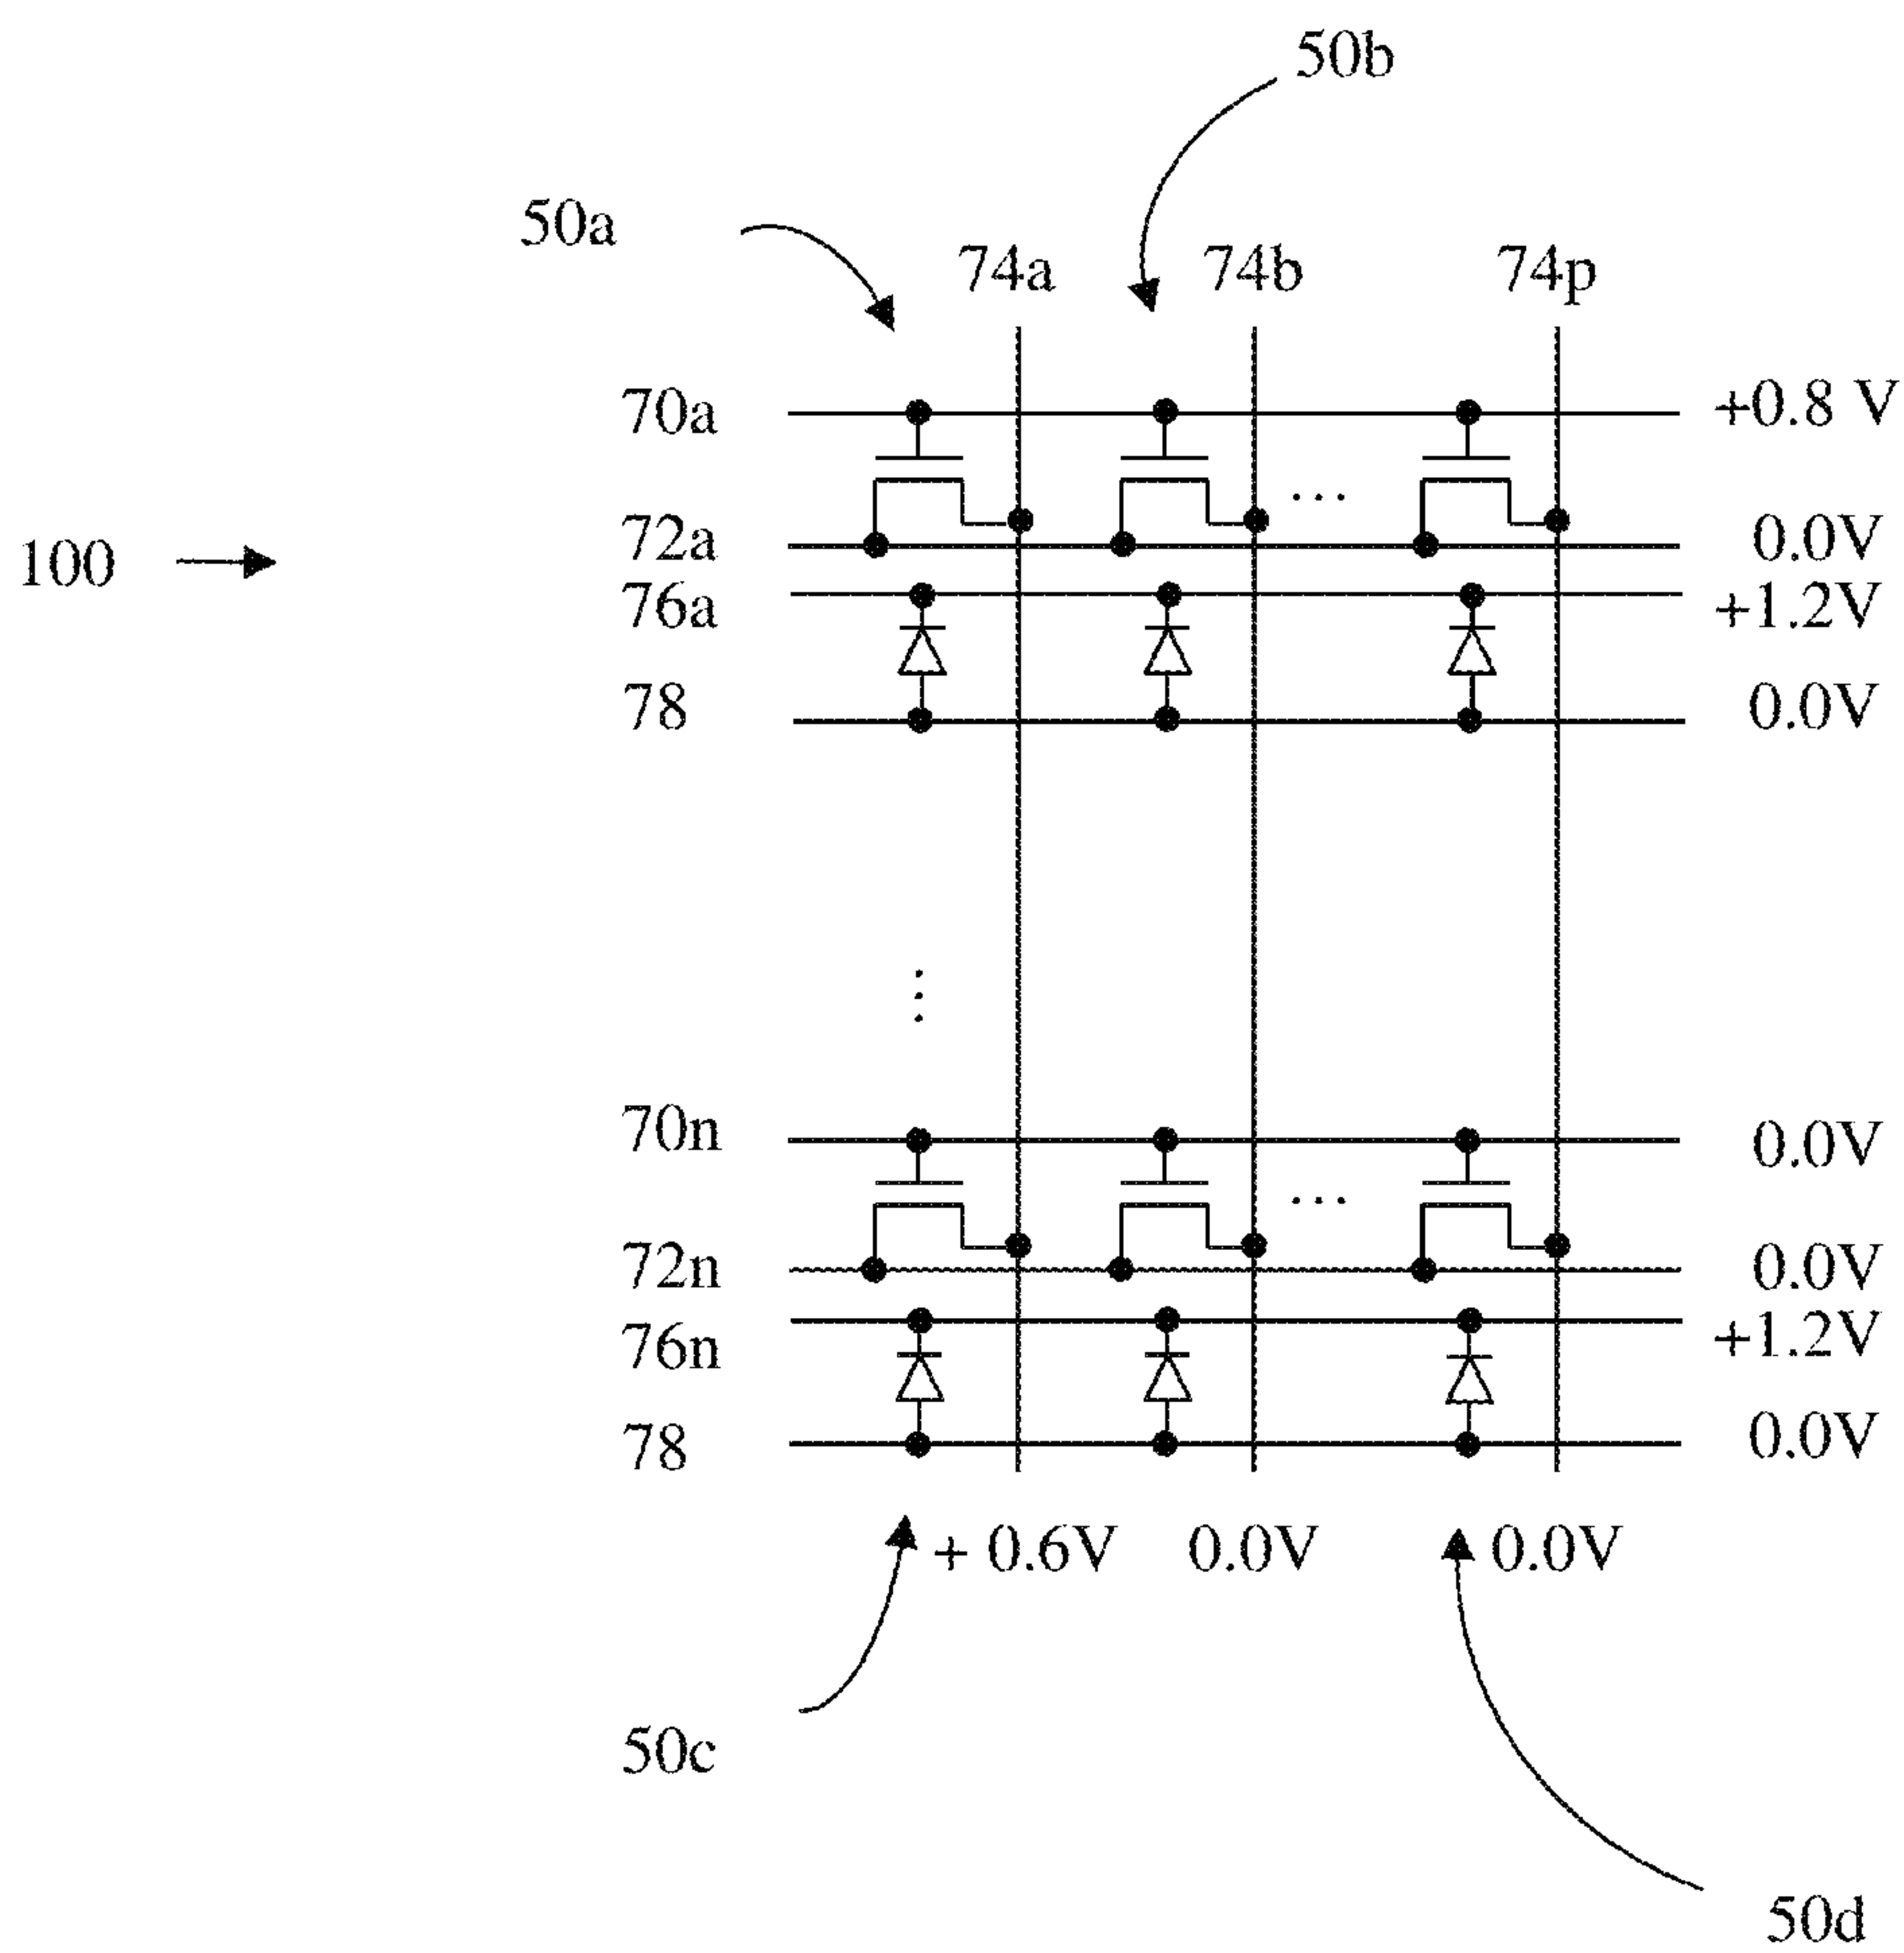 50b
50a
74a 74b 74p
70a +0.8 V
...
72a 0.0V
100
76a +1.2V
78 0.0V
⋮
70n 0.0V
...
72n 0.0V
76n +1.2V
78 0.0V
+ 0.6V 0.0V 0.0V
50c
50d